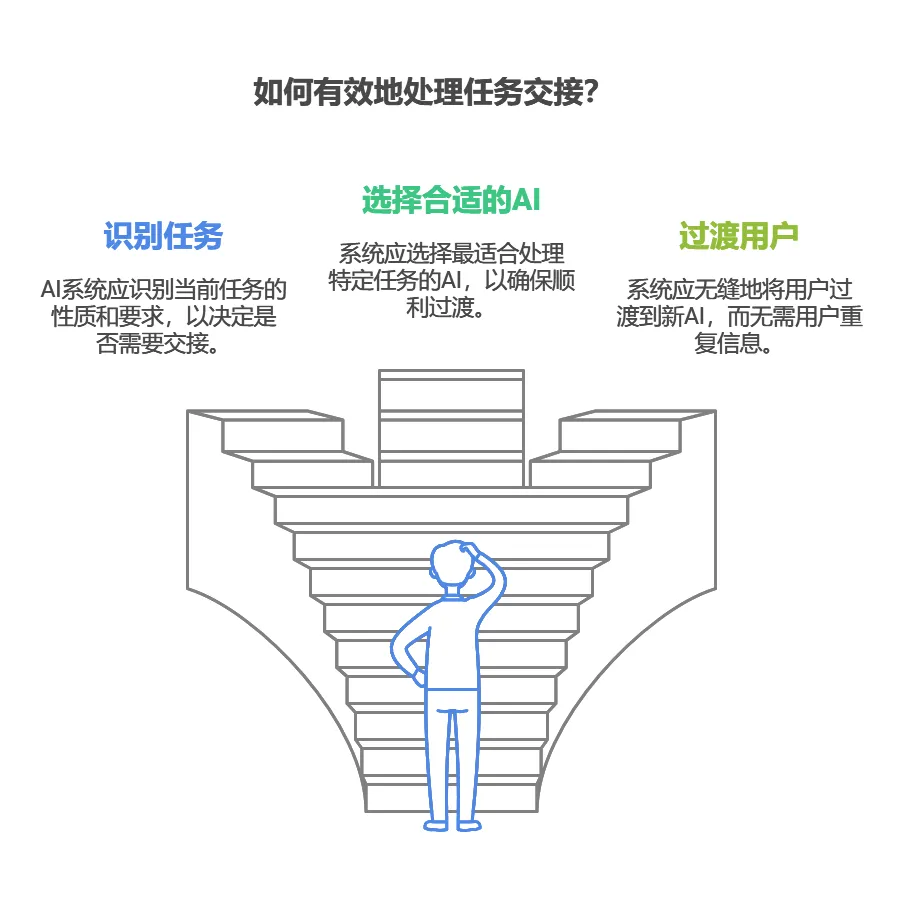 如何有效地处理任务交接？
识别任务
AI系统应识别当前任务的
性质和要求，以决定是
否需要交接。
选择合适的AI
系统应选择最适合处理
特定任务的AI，以确保顺
利过渡。
过渡用户
系统应无缝地将用户过
渡到新AI，而无需用户重
复信息。